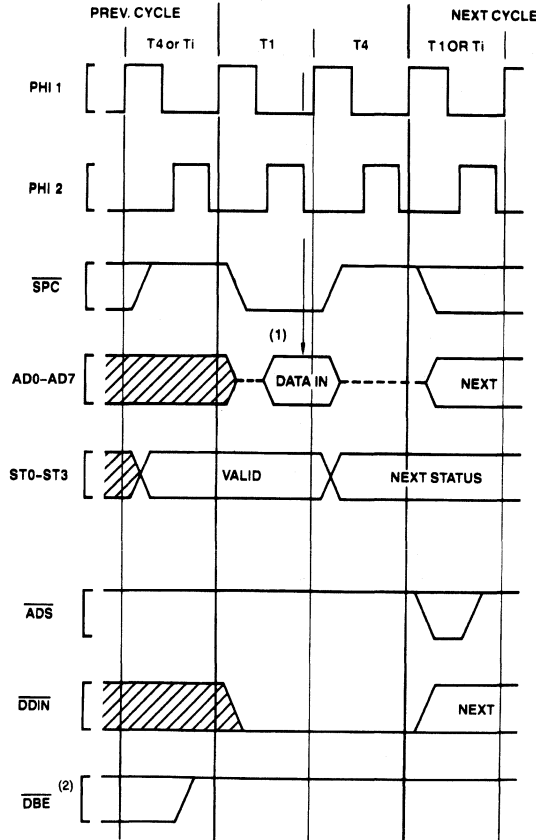 PREV. CYCLE
NEXT CYCLE
T4 or Ti
T1
T4
T1 OR Ti
PHI 1
PHI 2
SPC
(1)
AD0-AD7
DATA IN
NEXT
ST0-ST3
VALID
NEXT STATUS
ADS
DDIN
NEXT
DBE (2)